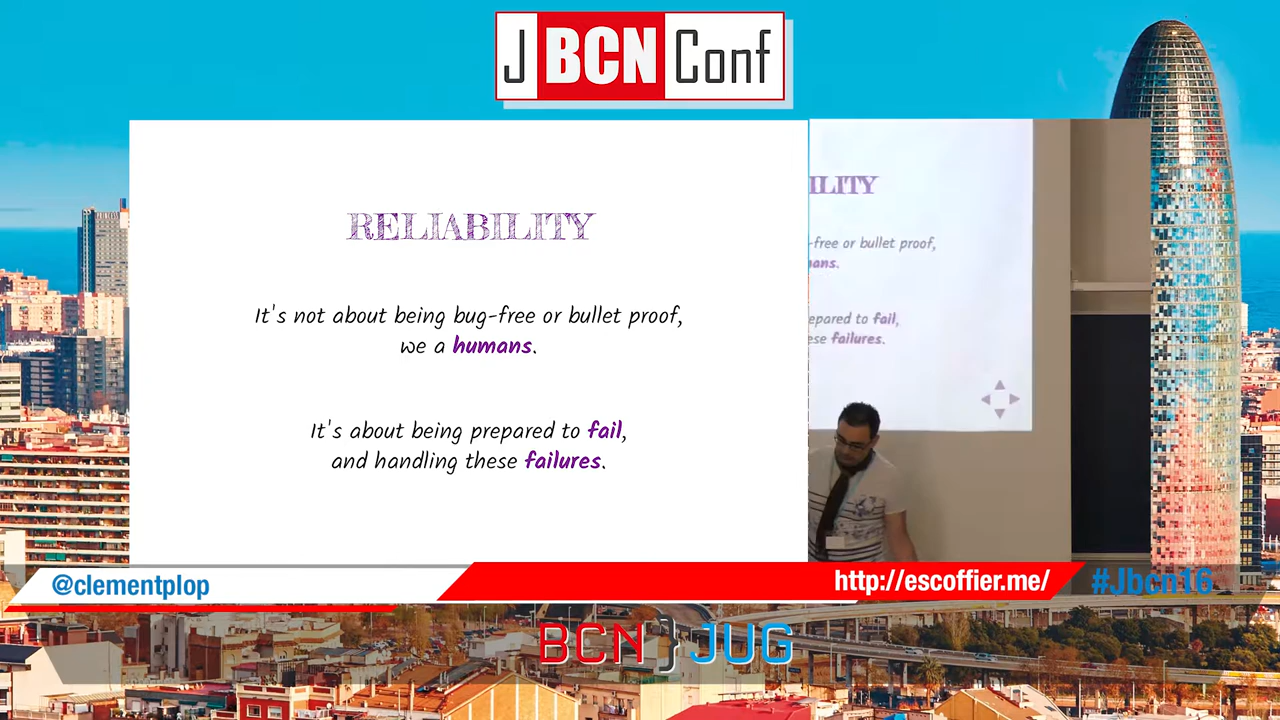 J BCN Conf
RELIABILITY
It's not about being bug-free or bullet proof,
we a humans.
It's about being prepared to fail,
and handling these failures.
ILITY
-free or bullet proof,
ans.
epared to fail,
ese failures.
@clementplop
http://escoffier.me/
#Jbcn16
BCN JUG